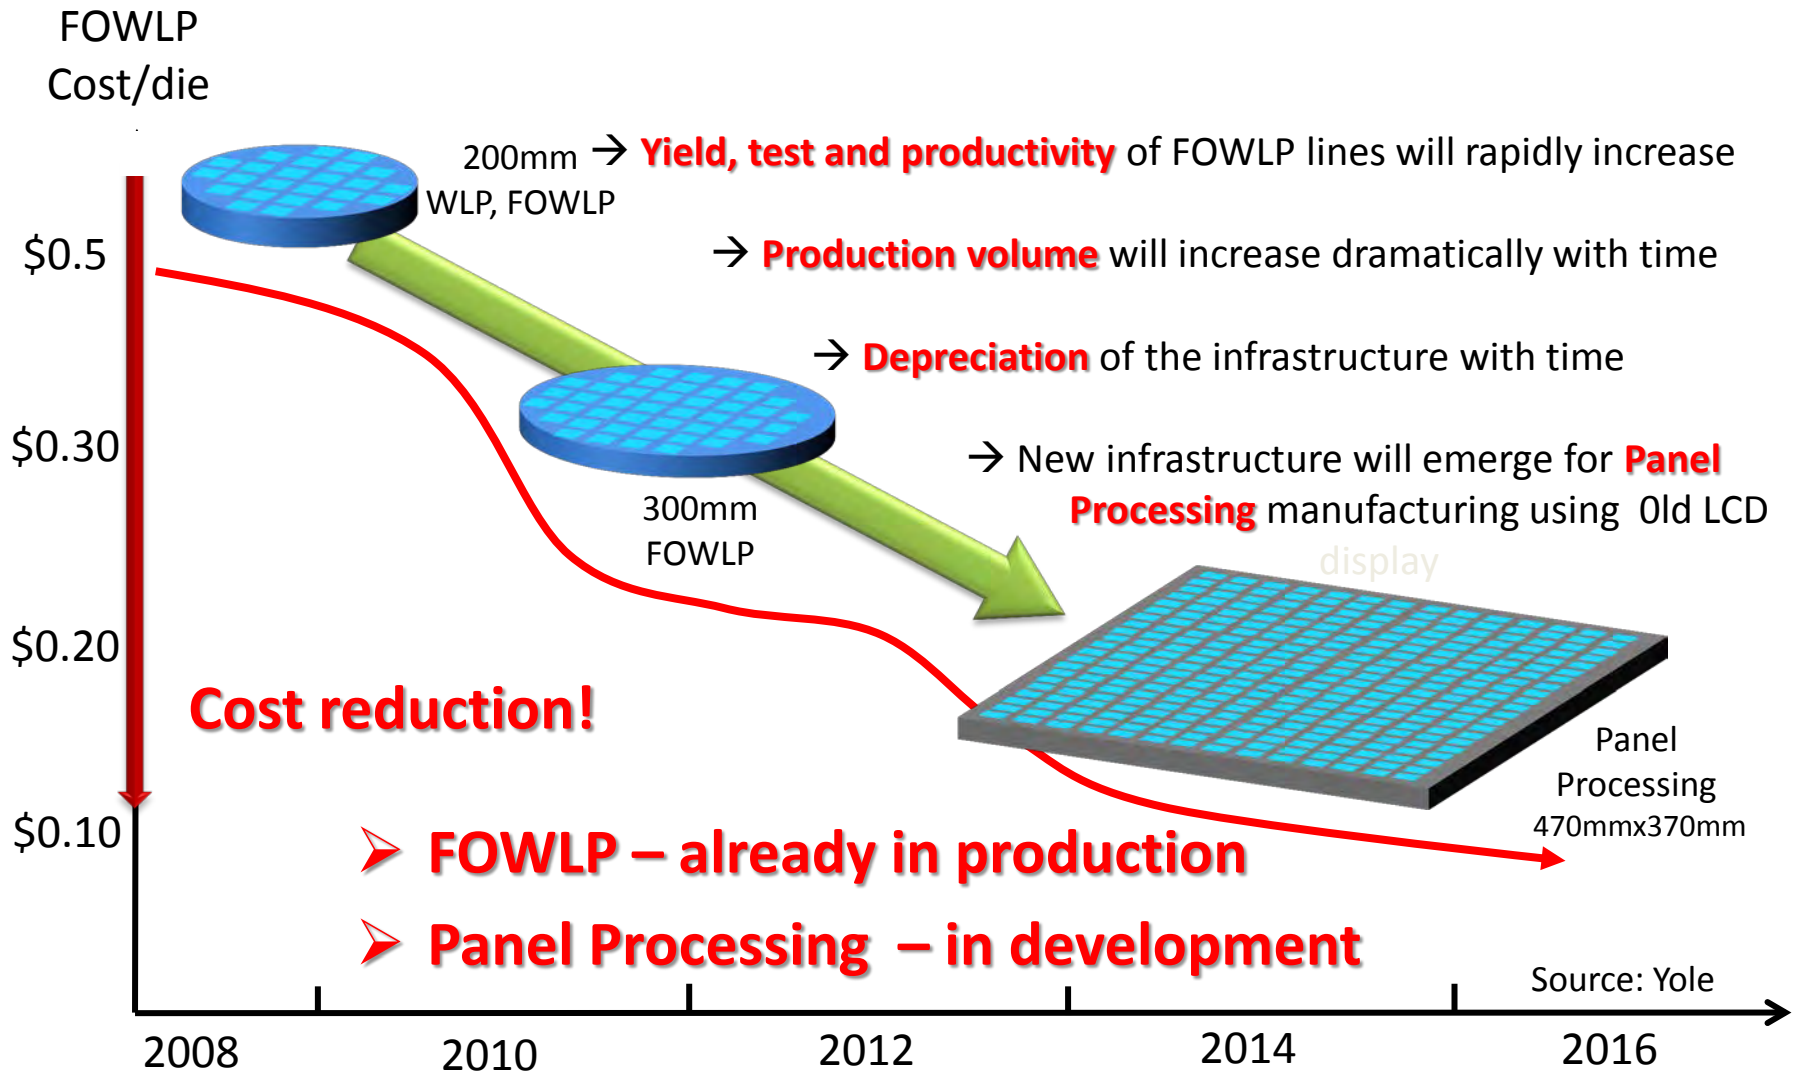 FOWLP
Cost/die
200mm
WLP, FOWLP
→ Yield, test and productivity of FOWLP lines will rapidly increase
→ Production volume will increase dramatically with time
→ Depreciation of the infrastructure with time
→ New infrastructure will emerge for Panel
Processing manufacturing using 0ld LCD
display
$0.5
$0.30
$0.20
$0.10
300mm
FOWLP
Cost reduction!
Panel
Processing
470mmx370mm
➢ FOWLP – already in production
➢ Panel Processing – in development
Source: Yole
2008
2010
2012
2014
2016